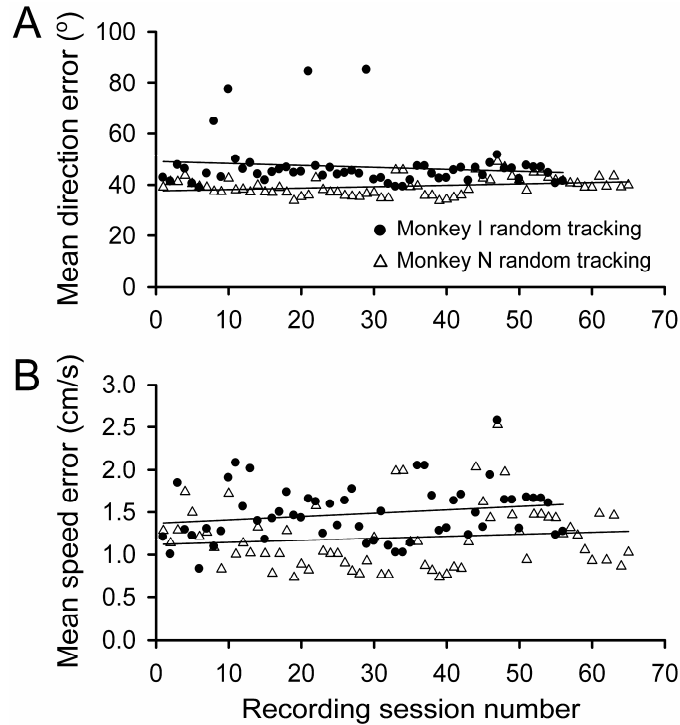 A
Mean direction error (°)
100
80
60
40
20
0
Monkey I random tracking
Monkey N random tracking
0 10 20 30 40 50 60 70
B
Mean speed error (cm/s)
3.0
2.5
2.0
1.5
1.0
0.5
0.0
0 10 20 30 40 50 60 70
Recording session number